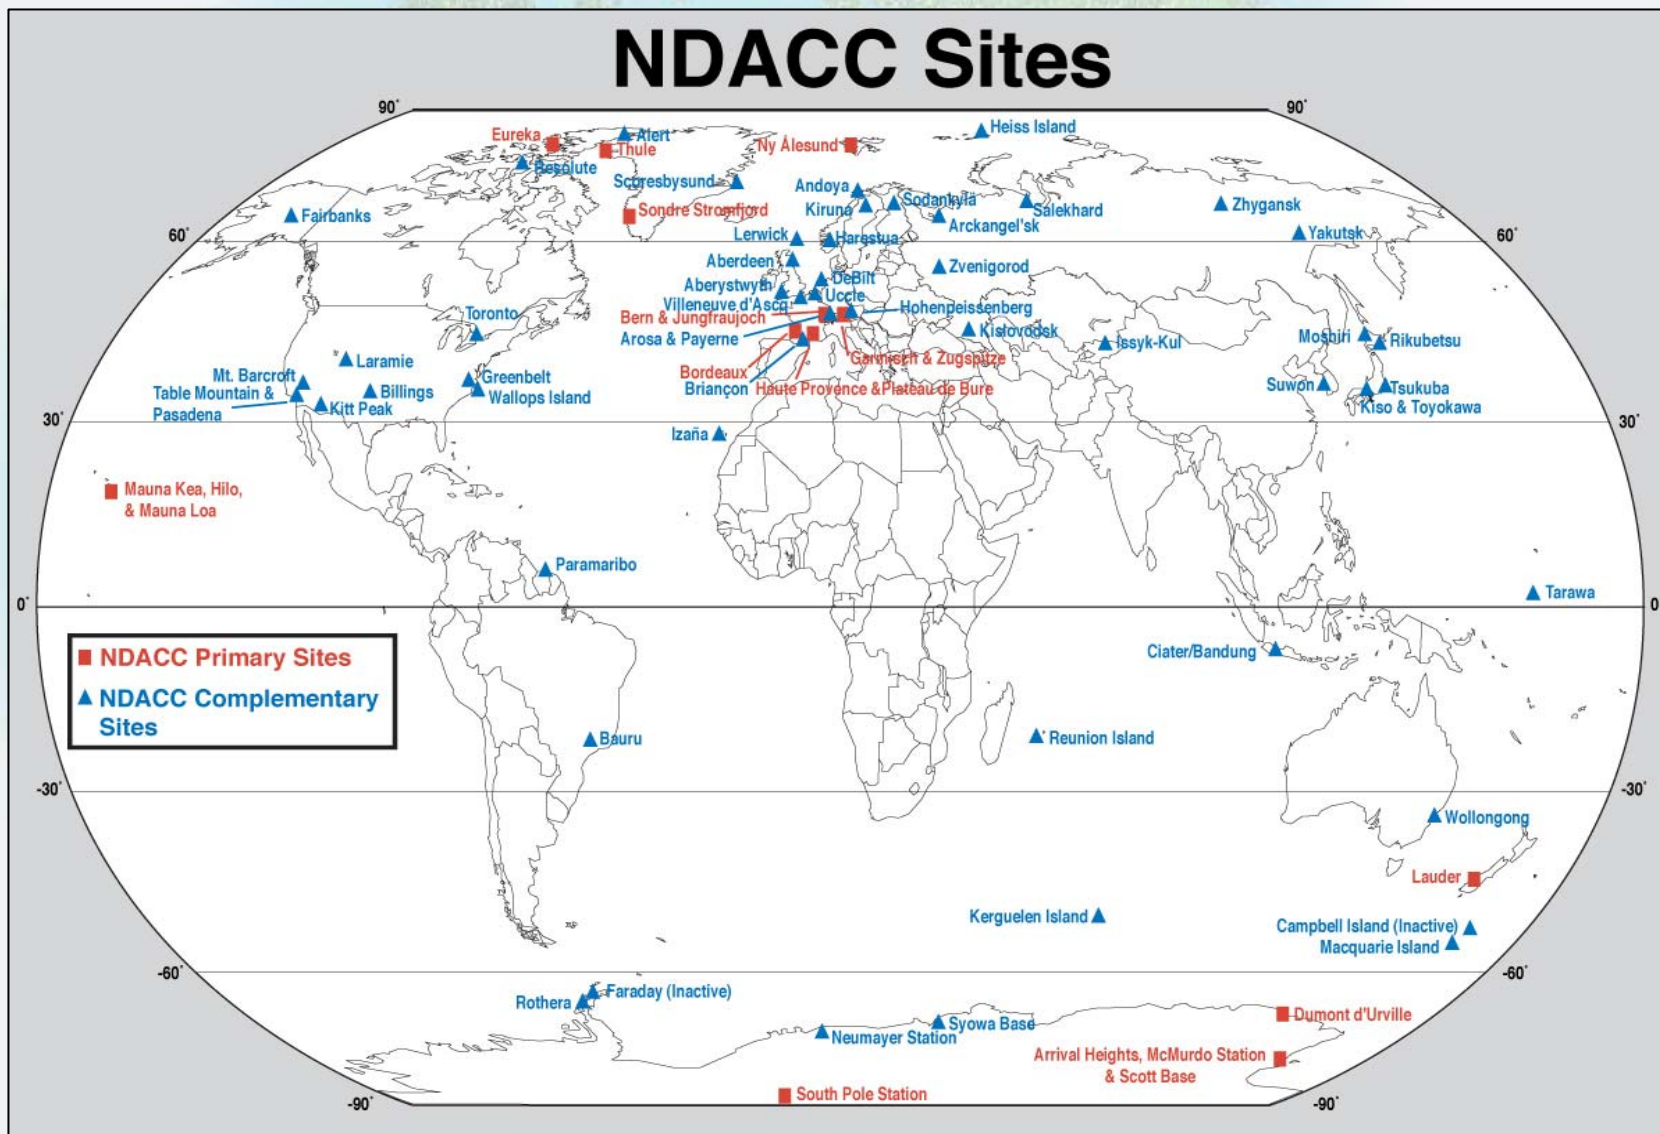 NDACC Sites
90°
90°
Eureka
Alert
Thule
Resolute
Ny Ålesund
Heiss Island
Scoresbysund
Andøya
Kiruna
Sodankyla
Salekhard
Zhygansk
Fairbanks
Sondre Stromfjord
Arckangel'sk
Yakutsk
60°
60°
Lerwick
Harestua
Aberdeen
Zvenigorod
DeBilt
Aberystwyth
Uccle
Villeneuve d'Ascq
Hohenpeissenberg
Bern & Jungfraujoch
Toronto
Arosa & Payerne
Kislovodsk
Issyk-Kul
Moshiri
Rikubetsu
Laramie
Garmisch & Zugspitze
Mt. Barcroft
Greenbelt
Bordeaux
Suwon
Tsukuba
Table Mountain &
Pasadena
Billings
Wallops Island
Briançon
Haute Provence &Plateau de Bure
Kitt Peak
Kiso & Toyokawa
30°
30°
Izaña
Mauna Kea, Hilo,
& Mauna Loa
Paramaribo
Tarawa
0°
0
NDACC Primary Sites
NDACC Complementary
Sites
Ciater/Bandung
Bauru
Reunion Island
-30°
-30°
Wollongong
Lauder
Kerguelen Island
Campbell Island (Inactive)
Macquarie Island
-60°
-60°
Rothera
Faraday (Inactive)
Dumont d'Urville
Neumayer Station
Syowa Base
Arrival Heights, McMurdo Station
& Scott Base
South Pole Station
-90°
-90°